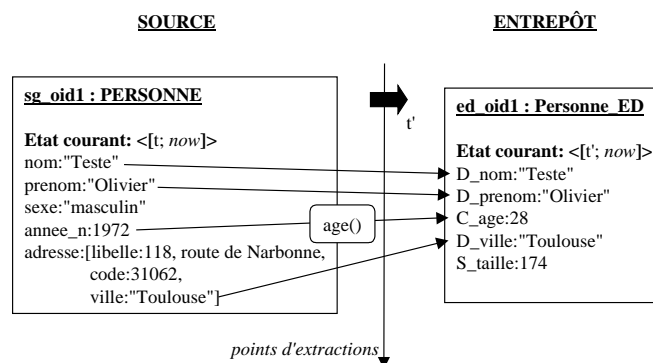 SOURCE
ENTREPÔT
sg_oid1 : PERSONNE
Etat courant: <[t; now]>
nom:"Teste"
prenom:"Olivier"
sexe:"masculin"
annee_n:1972
adresse:[libelle:118, route de Narbonne,
code:31062,
ville:"Toulouse"]
t'
age()
ed_oid1 : Personne_ED
Etat courant: <[t'; now]>
D_nom:"Teste"
D_prenom:"Olivier"
C_age:28
D_ville:"Toulouse"
S_taille:174
points d'extractions